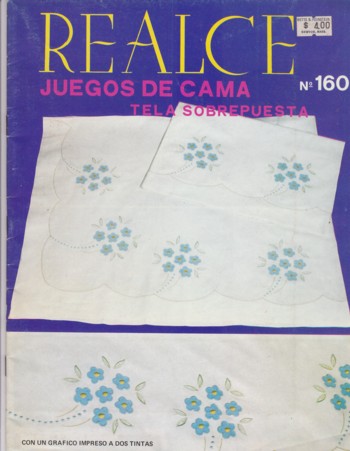 REALCE
$ 4.00
JUEGOS DE CAMA
Nº 160
TELA SOBREPUESTA
CON UN GRAFICO IMPRESO A DOS TINTAS